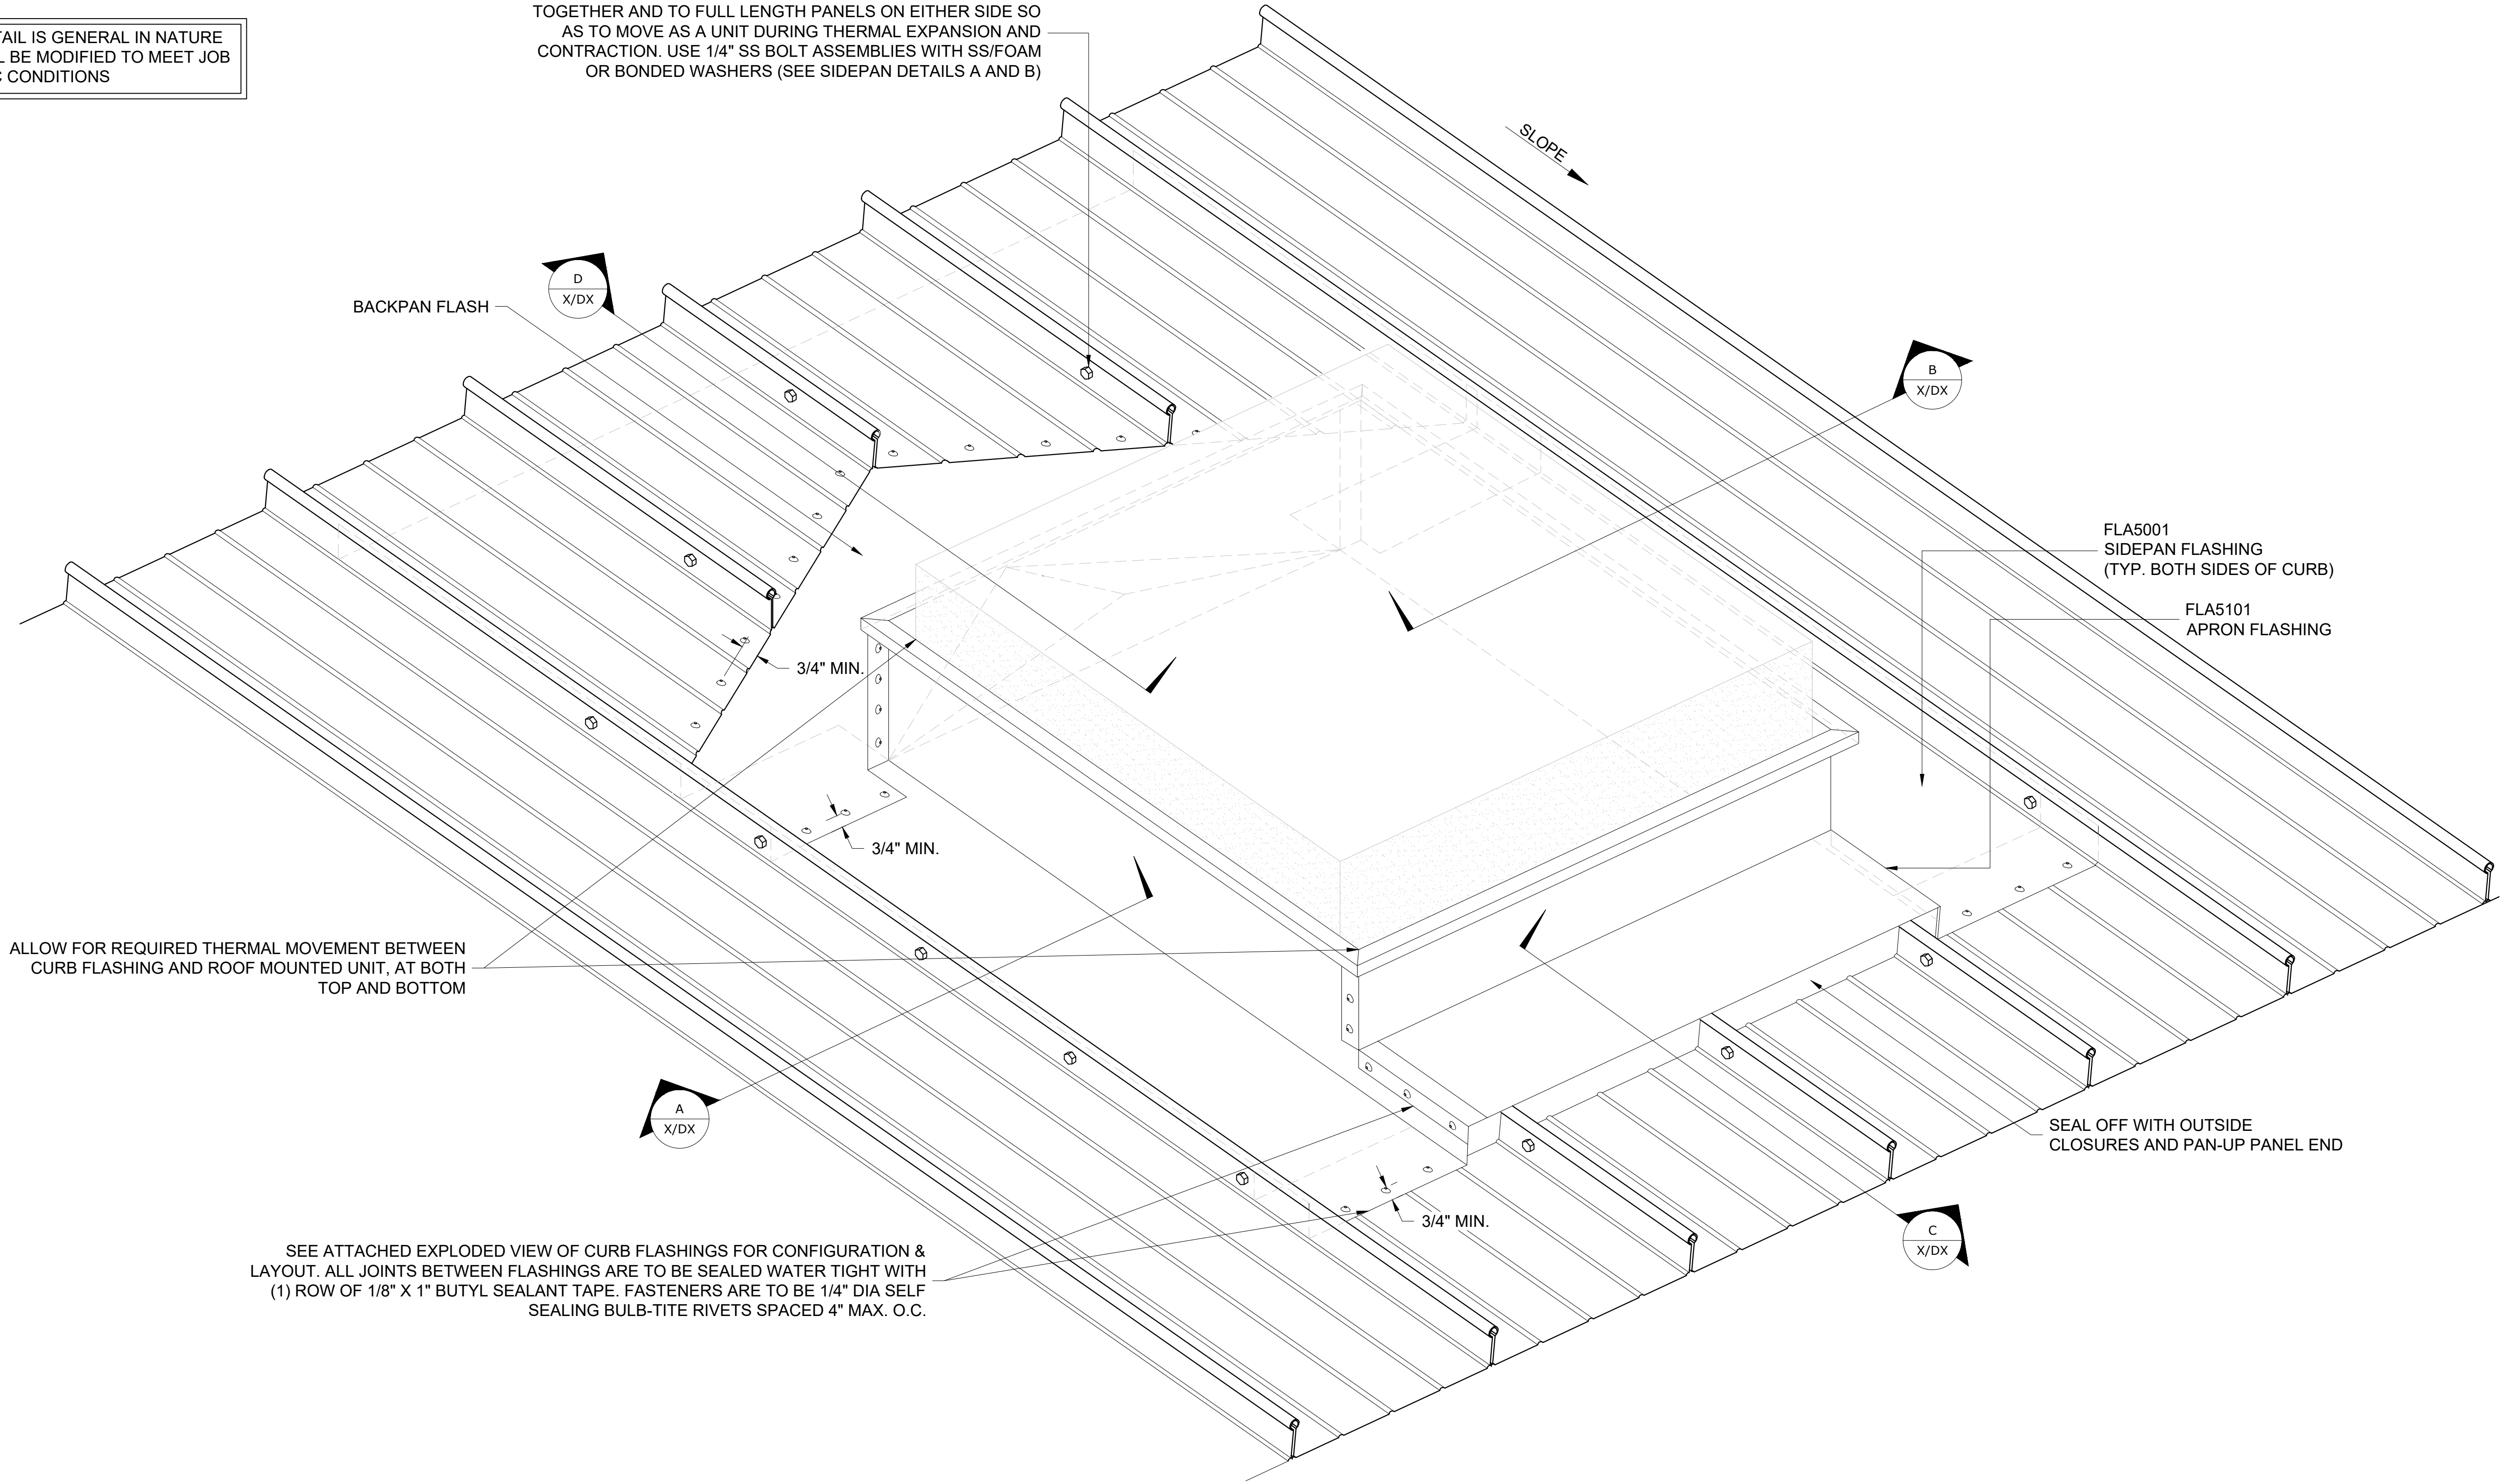 TAIL IS GENERAL IN NATURE
BE MODIFIED TO MEET JOB
CONDITIONS
TOGETHER AND TO FULL LENGTH PANELS ON EITHER SIDE SO
AS TO MOVE AS A UNIT DURING THERMAL EXPANSION AND
CONTRACTION. USE 1/4" SS BOLT ASSEMBLIES WITH SS/FOAM
OR BONDED WASHERS (SEE SIDEPAN DETAILS A AND B)
SLOPE
D
X/DX
BACKPAN FLASH
B
X/DX
FLA5001
SIDEPAN FLASHING
(TYP. BOTH SIDES OF CURB)
FLA5101
APRON FLASHING
3/4" MIN.
3/4" MIN.
ALLOW FOR REQUIRED THERMAL MOVEMENT BETWEEN
CURB FLASHING AND ROOF MOUNTED UNIT, AT BOTH
TOP AND BOTTOM
A
X/DX
SEAL OFF WITH OUTSIDE
CLOSURES AND PAN-UP PANEL END
3/4" MIN.
C
X/DX
SEE ATTACHED EXPLODED VIEW OF CURB FLASHINGS FOR CONFIGURATION &
LAYOUT. ALL JOINTS BETWEEN FLASHINGS ARE TO BE SEALED WATER TIGHT WITH
(1) ROW OF 1/8" X 1" BUTYL SEALANT TAPE. FASTENERS ARE TO BE 1/4" DIA SELF
SEALING BULB-TITE RIVETS SPACED 4" MAX. O.C.